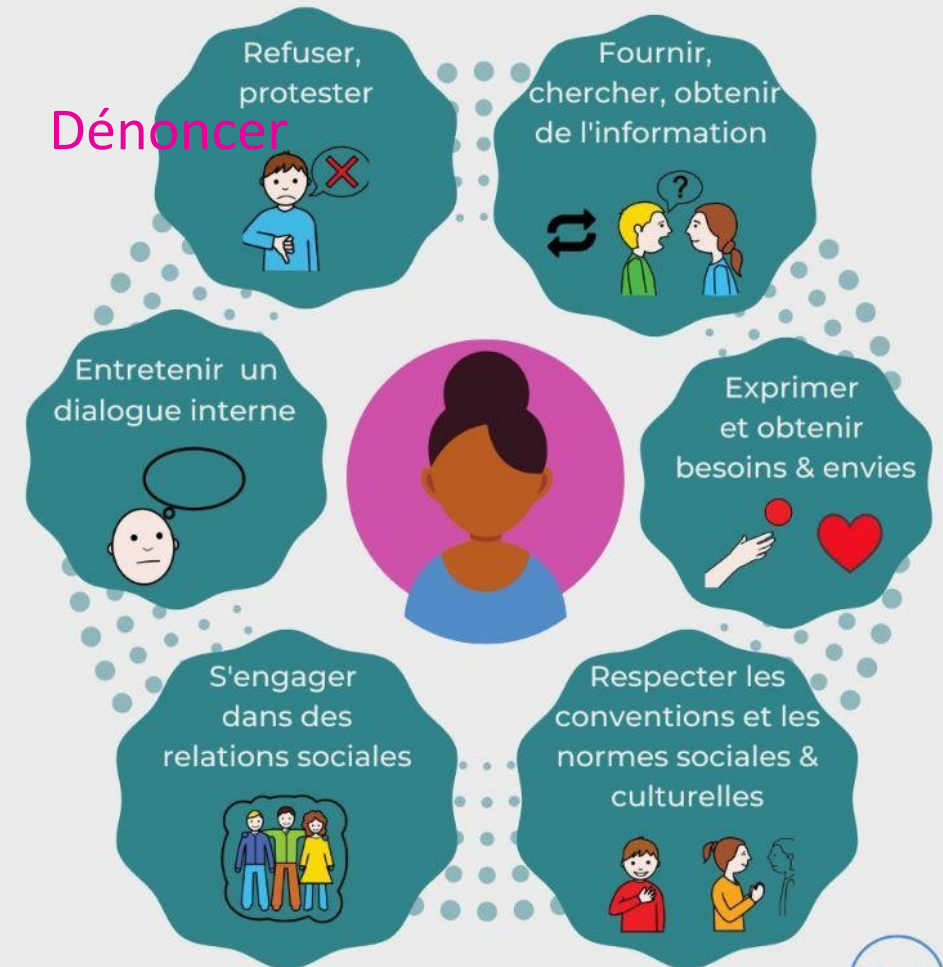 Refuser,
protester
Dénoncer
Fournir,
chercher, obtenir
de l'information
?
Entretenir un
dialogue interne
Exprimer
et obtenir
besoins & envies
S'engager
dans des
relations sociales
Respecter les
conventions et les
normes sociales &
culturelles